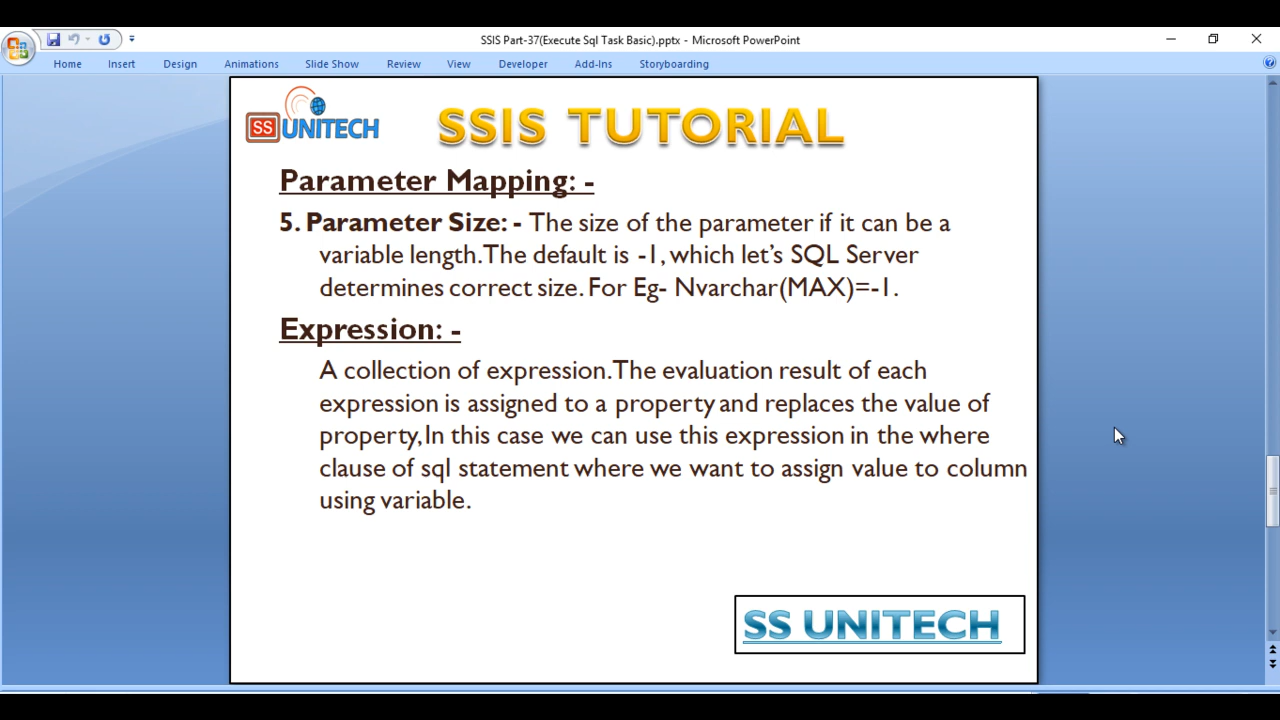 SSIS Part-37(Execute Sql Task Basic).pptx - Microsoft PowerPoint
Home Insert Design Animations Slide Show Review View Developer Add-Ins Storyboarding
SS UNITECH
SSIS TUTORIAL
Parameter Mapping: -
5. Parameter Size: - The size of the parameter if it can be a
variable length.The default is -1, which let's SQL Server
determines correct size. For Eg- Nvarchar(MAX)=-1.
Expression: -
A collection of expression.The evaluation result of each
expression is assigned to a property and replaces the value of
property,In this case we can use this expression in the where
clause of sql statement where we want to assign value to column
using variable.
SS UNITECH